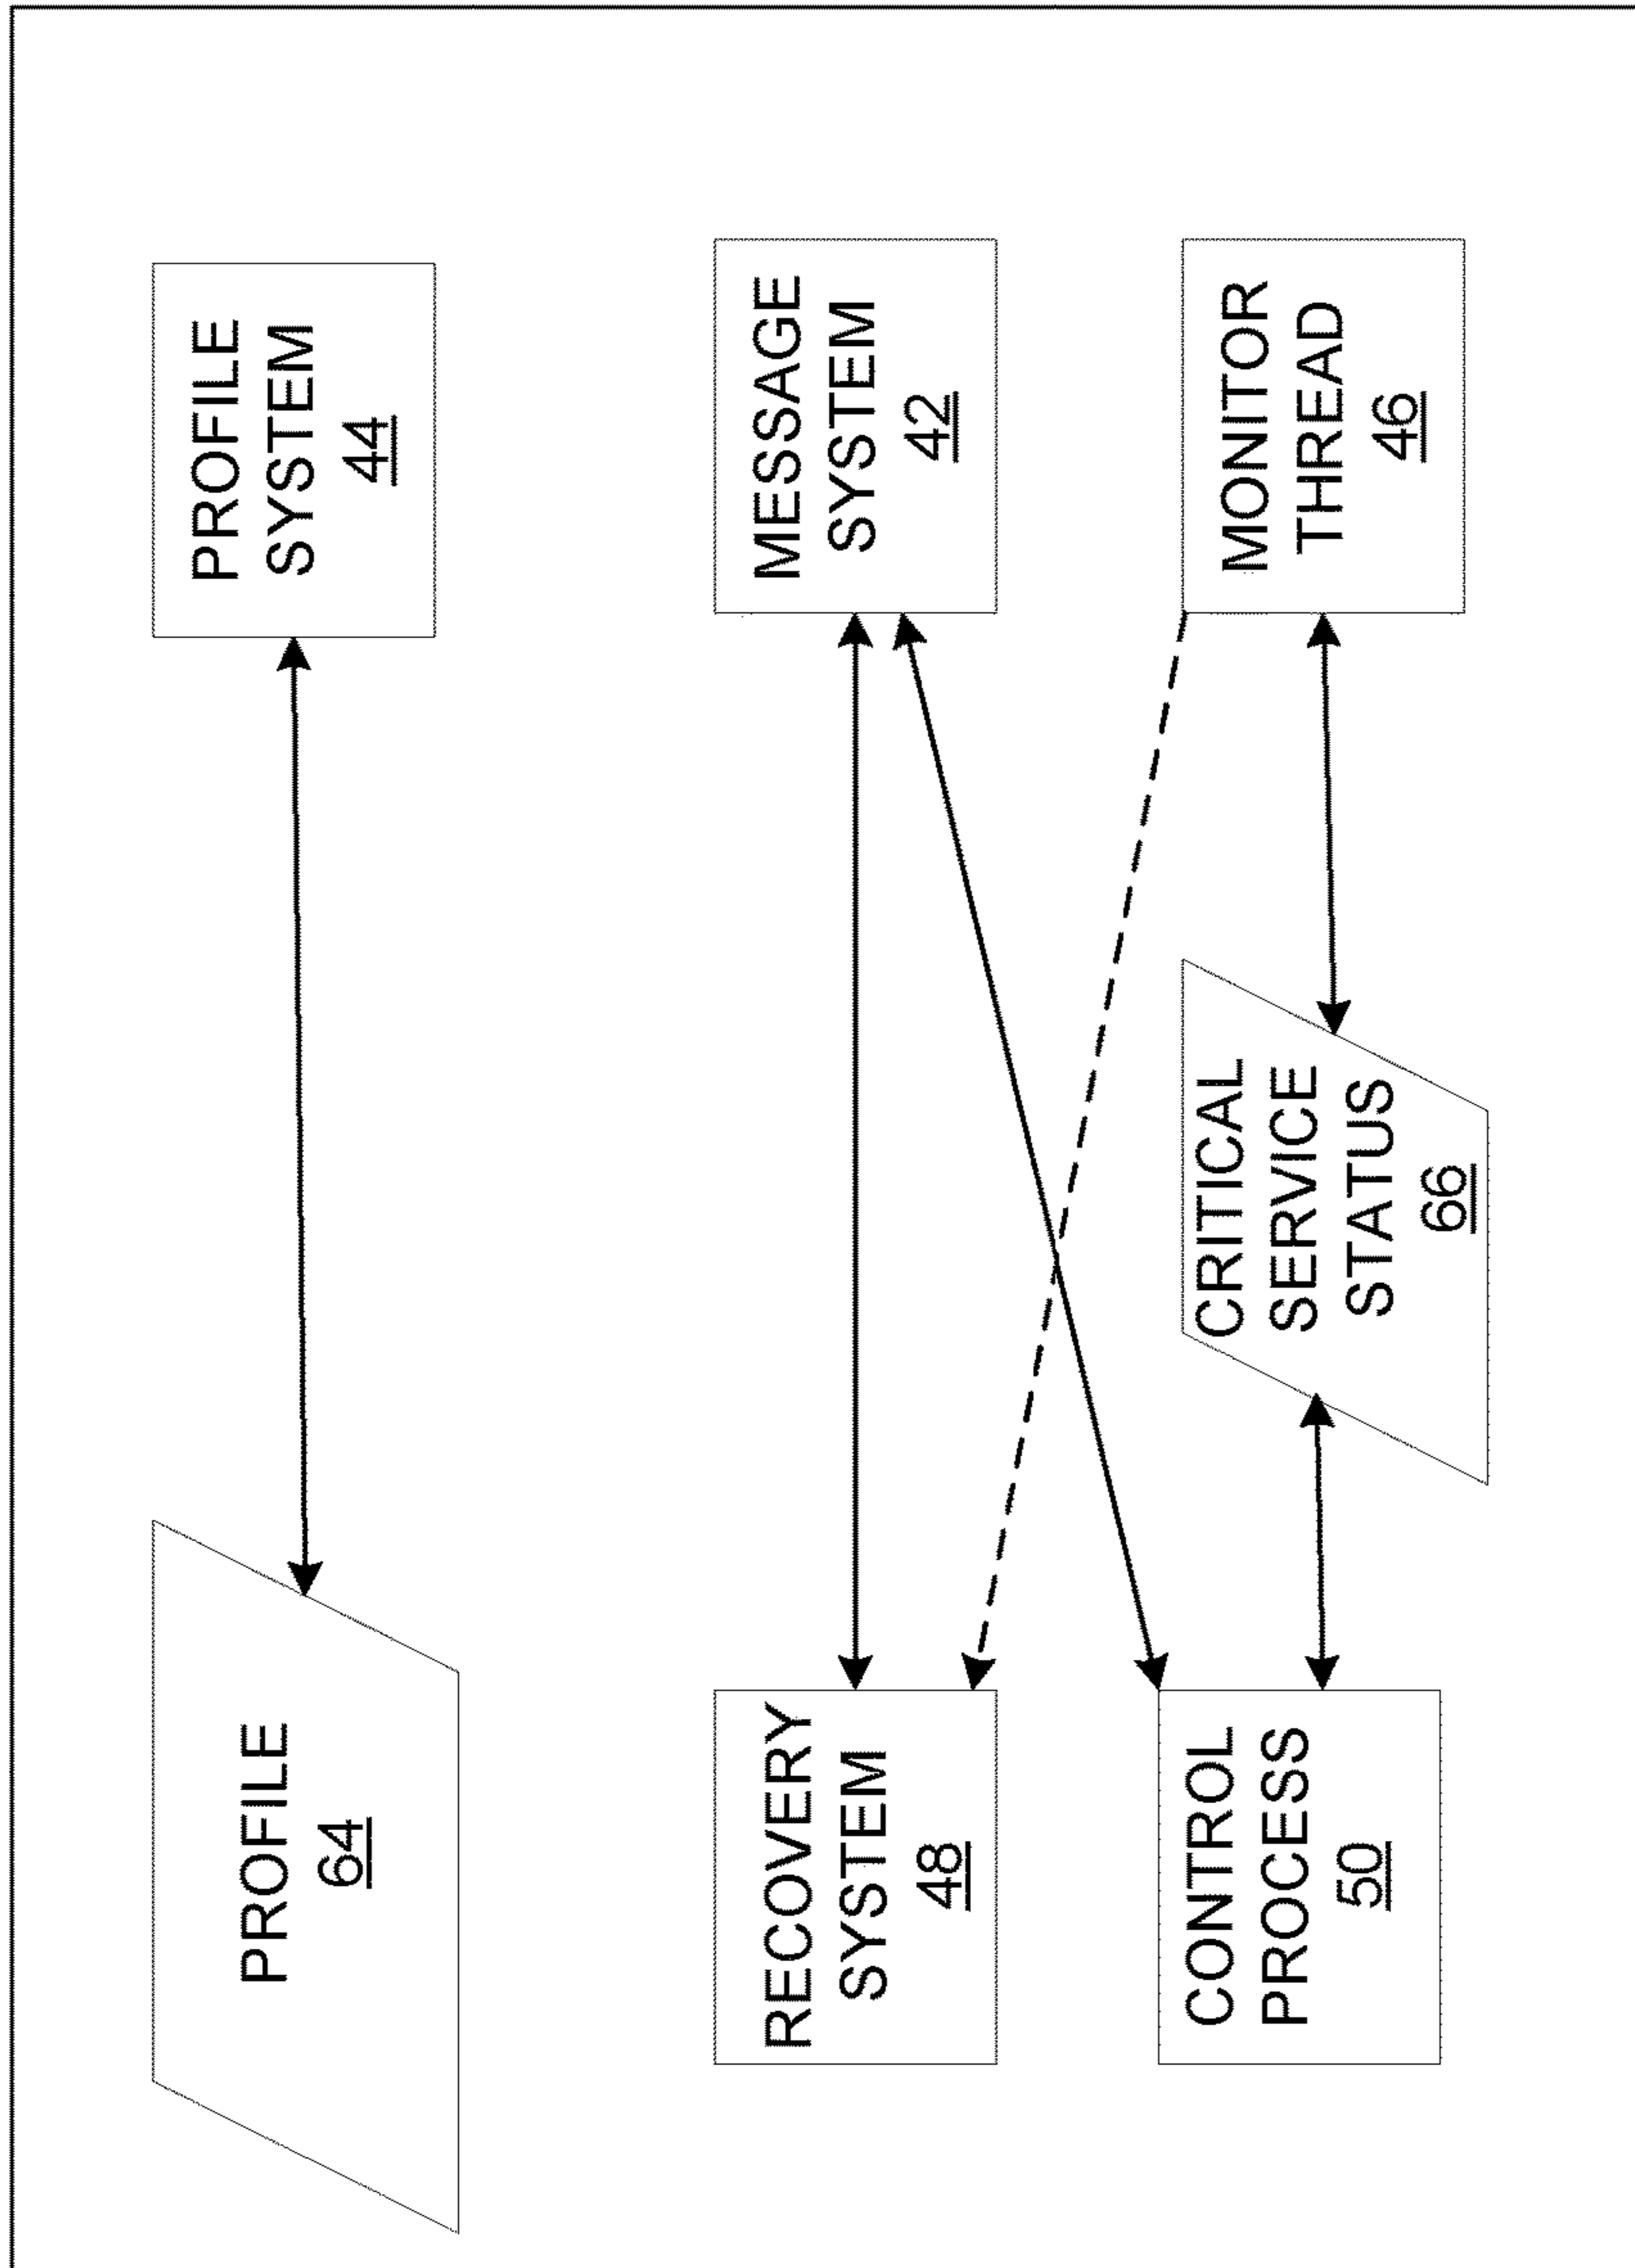 PROFILE
64
PROFILE
SYSTEM
44
RECOVERY
SYSTEM
48
MESSAGE
SYSTEM
42
CONTROL
PROCESS
50
CRITICAL
SERVICE
STATUS
66
MONITOR
THREAD
46